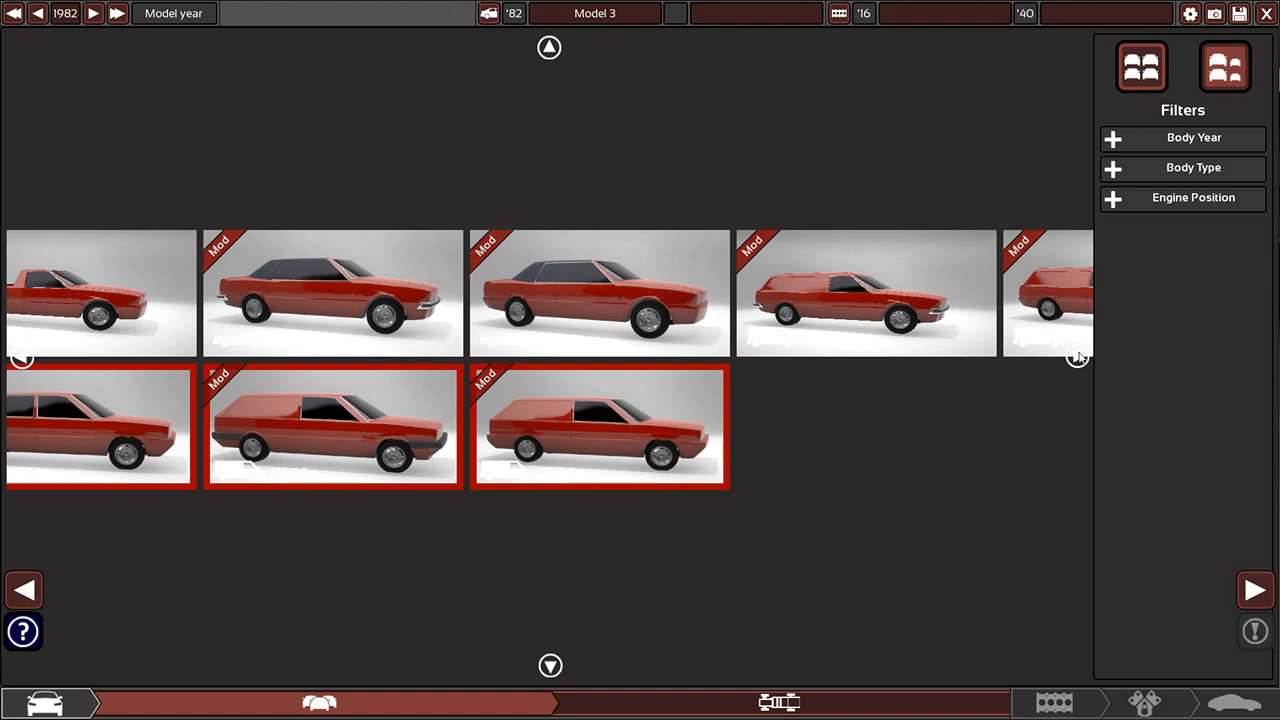 1982
Model year
'82
Model 3
'16
'40
Filters
Body Year
Body Type
Engine Position
Mod
Mod
Mod
Mod
Mod
Mod
?